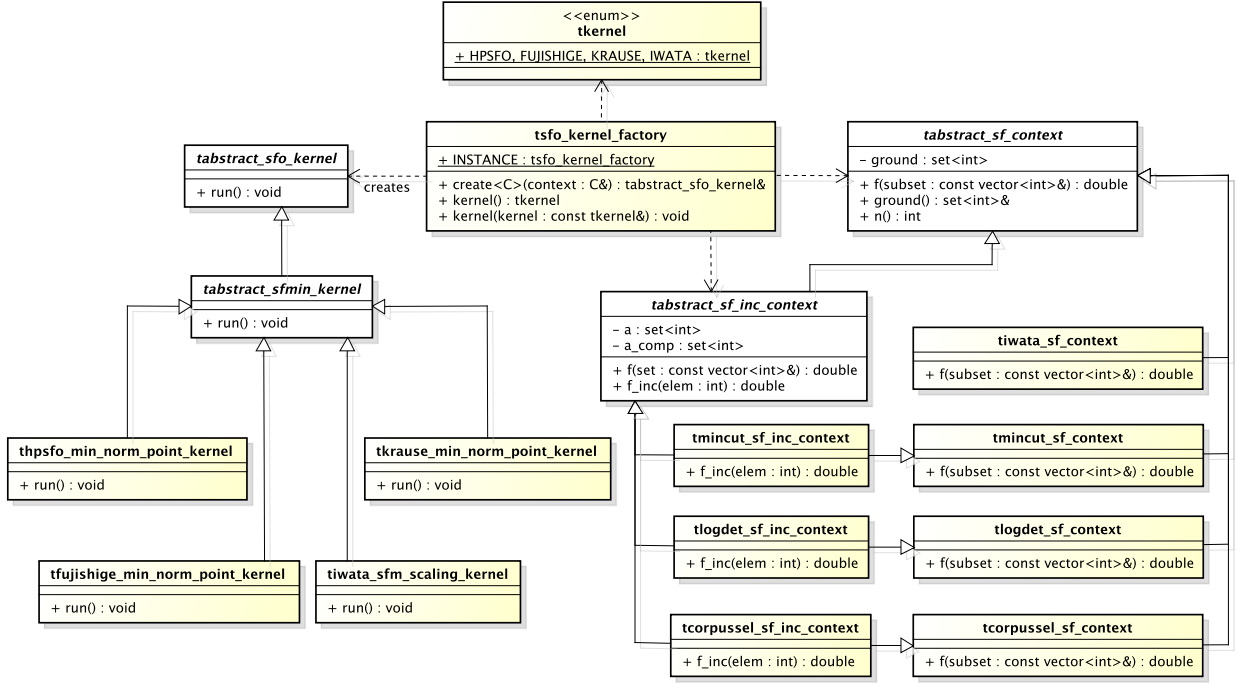 <<enum>>
tkernel
+ HPSFO, FUJISHIGE, KRAUSE, IWATA : tkernel
tsfo_kernel_factory
+ INSTANCE : tsfo_kernel_factory
+ create<C>(context : C&) : tabstract_sfo_kernel&
+ kernel() : tkernel
+ kernel(kernel : const tkernel&) : void
tabstract_sfo_kernel
+ run() : void
creates
tabstract_sf_context
– ground : set<int>
+ f(subset : const vector<int>&) : double
+ ground() : set<int>&
+ n() : int
tabstract_sfmin_kernel
+ run() : void
tabstract_sf_inc_context
– a : set<int>
– a_comp : set<int>
+ f(set : const vector<int>&) : double
+ f_inc(elem : int) : double
tiwata_sf_context
+ f(subset : const vector<int>&) : double
thpsfo_min_norm_point_kernel
+ run() : void
tkrause_min_norm_point_kernel
+ run() : void
tmincut_sf_inc_context
+ f_inc(elem : int) : double
tmincut_sf_context
+ f(subset : const vector<int>&) : double
tlogdet_sf_inc_context
+ f_inc(elem : int) : double
tlogdet_sf_context
+ f(subset : const vector<int>&) : double
tfujishige_min_norm_point_kernel
+ run() : void
tiwata_sfm_scaling_kernel
+ run() : void
tcorpussel_sf_inc_context
+ f_inc(elem : int) : double
tcorpussel_sf_context
+ f(subset : const vector<int>&) : double